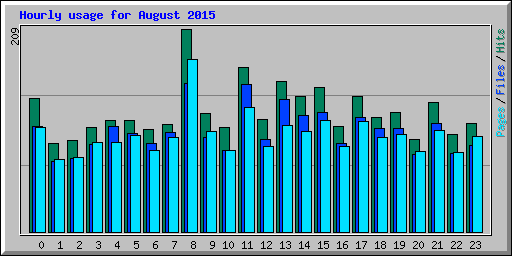 Hourly usage for August 2015
209
Pages/Files/Hits
0 1 2 3 4 5 6 7 8 9 10 11 12 13 14 15 16 17 18 19 20 21 22 23